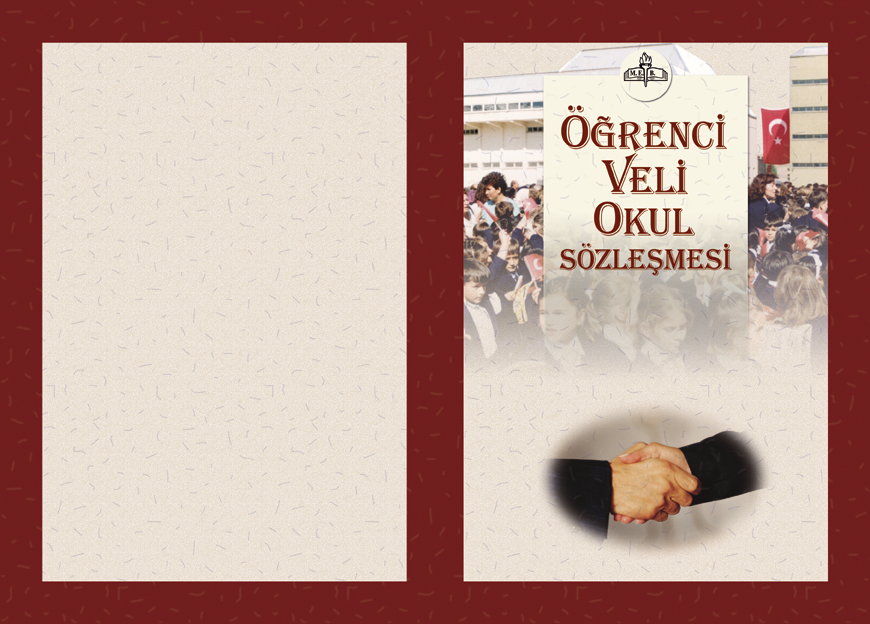 M. E. B.
ÖĞRENCİ
VELİ
OKUL
SÖZLEŞMESİ